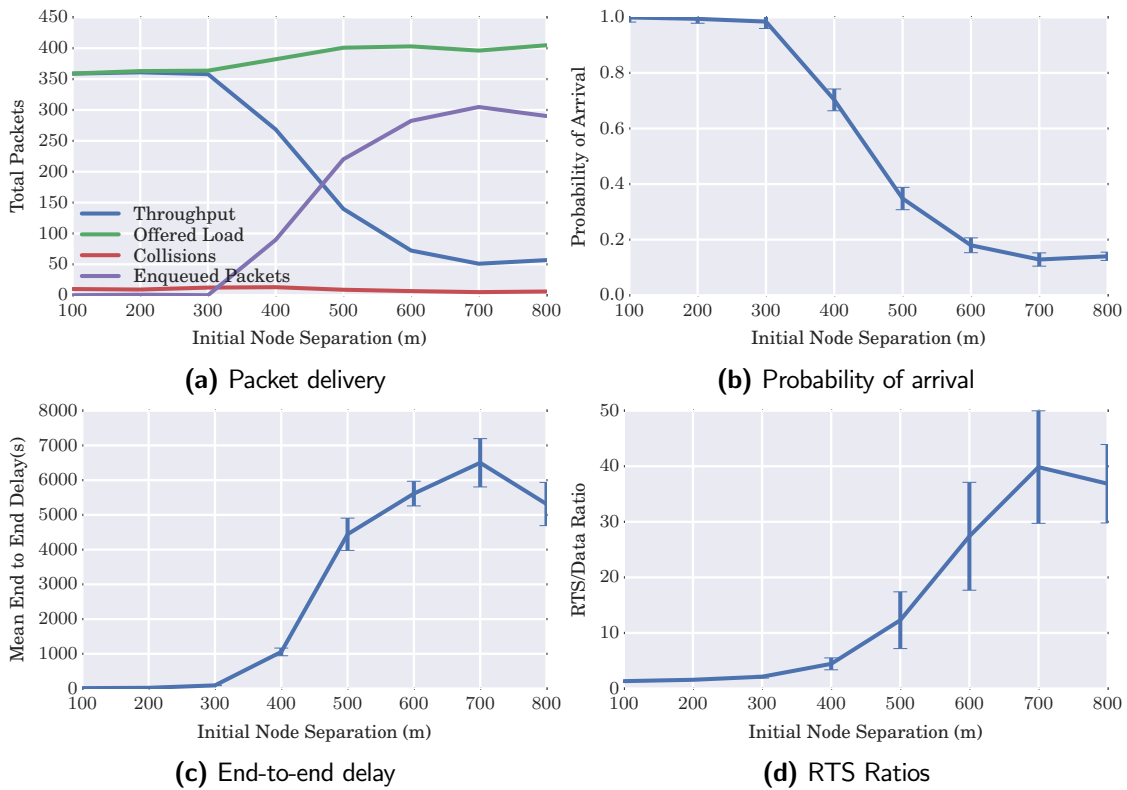 450
400
350
300
250
200
150
100
50
0
Total Packets
Throughput
Offered Load
Collisions
Enqueued Packets
100 200 300 400 500 600 700 800
Initial Node Separation (m)
(a) Packet delivery
1.0
0.8
0.6
0.4
0.2
0.0
Probability of Arrival
100 200 300 400 500 600 700 800
Initial Node Separation (m)
(b) Probability of arrival
8000
7000
6000
5000
4000
3000
2000
1000
0
Mean End to End Delay(s)
100 200 300 400 500 600 700 800
Initial Node Separation (m)
(c) End-to-end delay
50
40
30
20
10
0
RTS/Data Ratio
100 200 300 400 500 600 700 800
Initial Node Separation (m)
(d) RTS Ratios